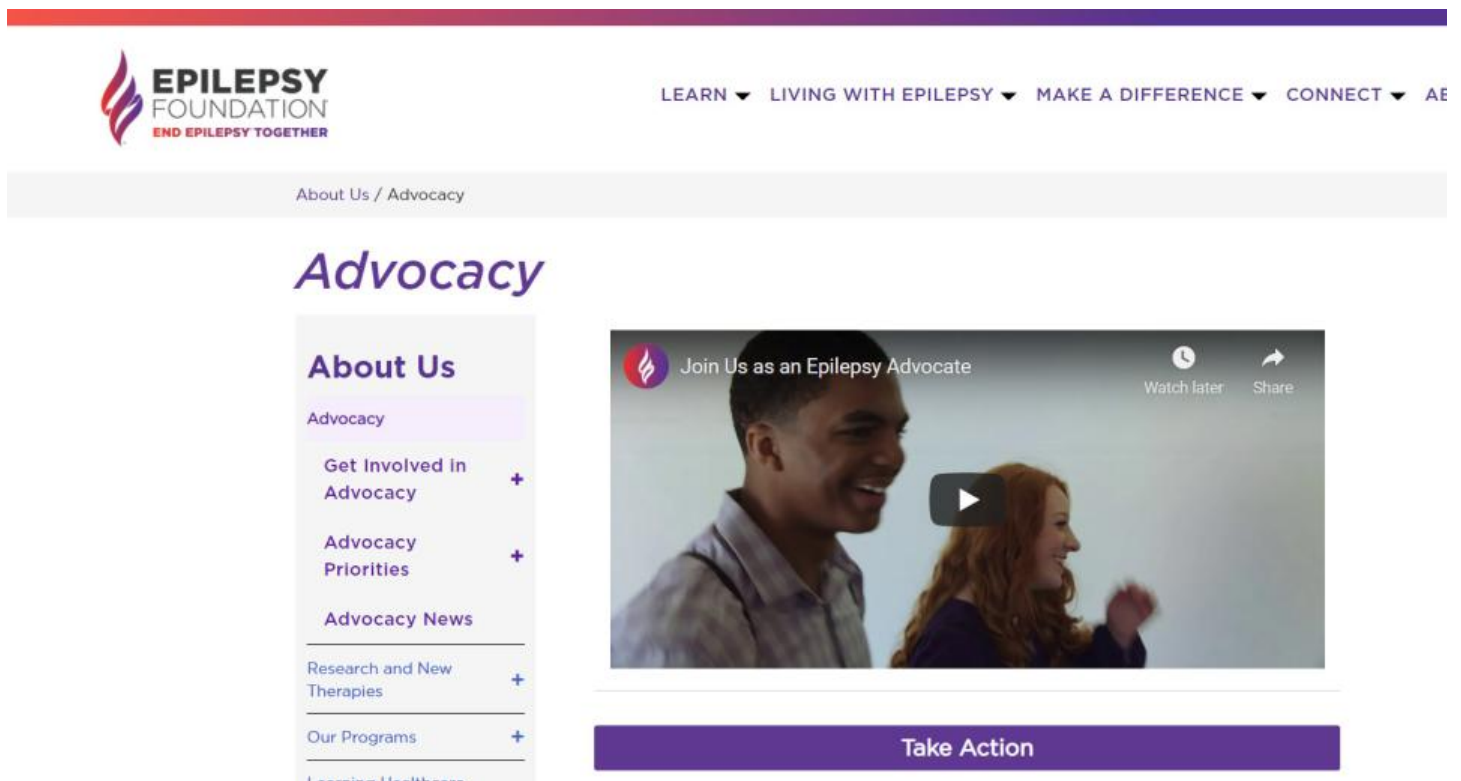 EPILEPSY
FOUNDATION
END EPILEPSY TOGETHER
LEARN LIVING WITH EPILEPSY MAKE A DIFFERENCE CONNECT
About Us / Advocacy
Advocacy
About Us
Advocacy
Get Involved in
Advocacy
+
Advocacy
Priorities
+
Advocacy News
Research and New
Therapies
+
Our Programs +
Learning Healthcare
Join Us as an Epilepsy Advocate
Watch later
Share
Take Action